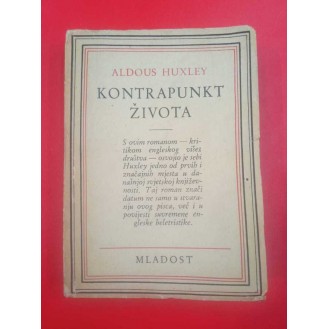 ALDOUS HUXLEY
KONTRAPUNKT
ŽIVOTA
S ovim romanom — kri-
tikom engleskog višeg
društva — osvojio je sebi
Huxley jedno od prvih i
značajnih mjesta u da-
našnjoj svjetskoj književ-
nosti. Taj roman znači
datum ne samo u stvara-
nju ovog pisca, već i u
povijesti savremene en-
gleske beletristike.
MLADOST